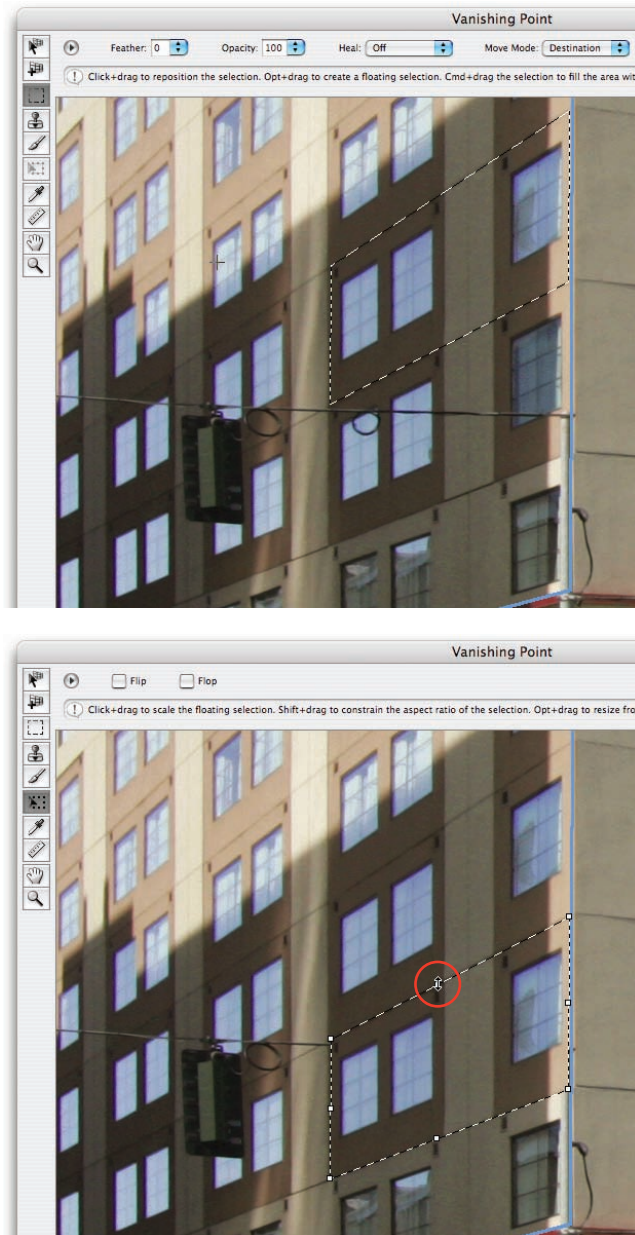 Vanishing Point
Feather: 0 Opacity: 100 Heal: Off Move Mode: Destination
Click+drag to reposition the selection. Opt+drag to create a floating selection. Cmd+drag the selection to fill the area wit
Vanishing Point
Flip Flop
Click+drag to scale the floating selection. Shift+drag to constrain the aspect ratio of the selection. Opt+drag to resize fro